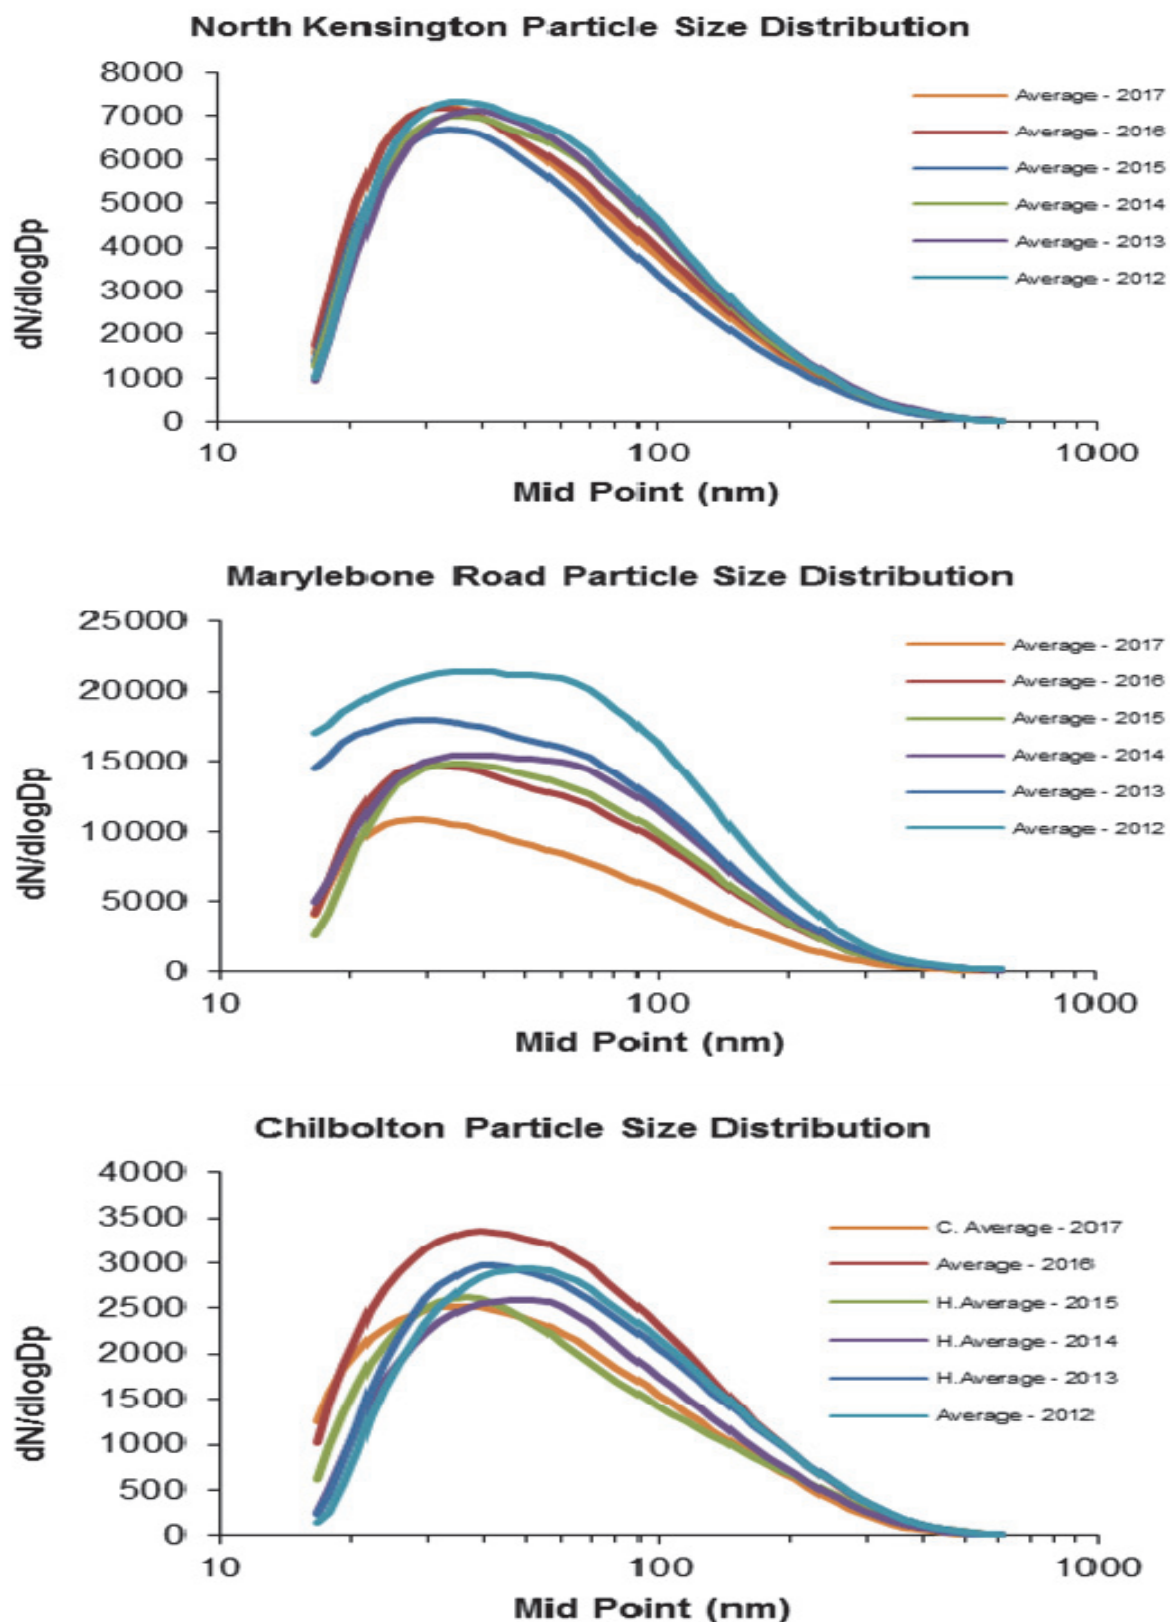 North Kensington Particle Size Distribution
8000
7000
6000
5000
4000
3000
2000
1000
0
dN/dlogDp
10 100 1000
Mid Point (nm)
Average - 2017
Average - 2016
Average - 2015
Average - 2014
Average - 2013
Average - 2012
Marylebone Road Particle Size Distribution
25000
20000
15000
10000
5000
0
dN/dlogDp
10 100 1000
Mid Point (nm)
Average - 2017
Average - 2016
Average - 2015
Average - 2014
Average - 2013
Average - 2012
Chilbolton Particle Size Distribution
4000
3500
3000
2500
2000
1500
1000
500
0
dN/dlogDp
10 100 1000
Mid Point (nm)
C. Average - 2017
Average - 2016
H.Average - 2015
H.Average - 2014
H.Average - 2013
Average - 2012